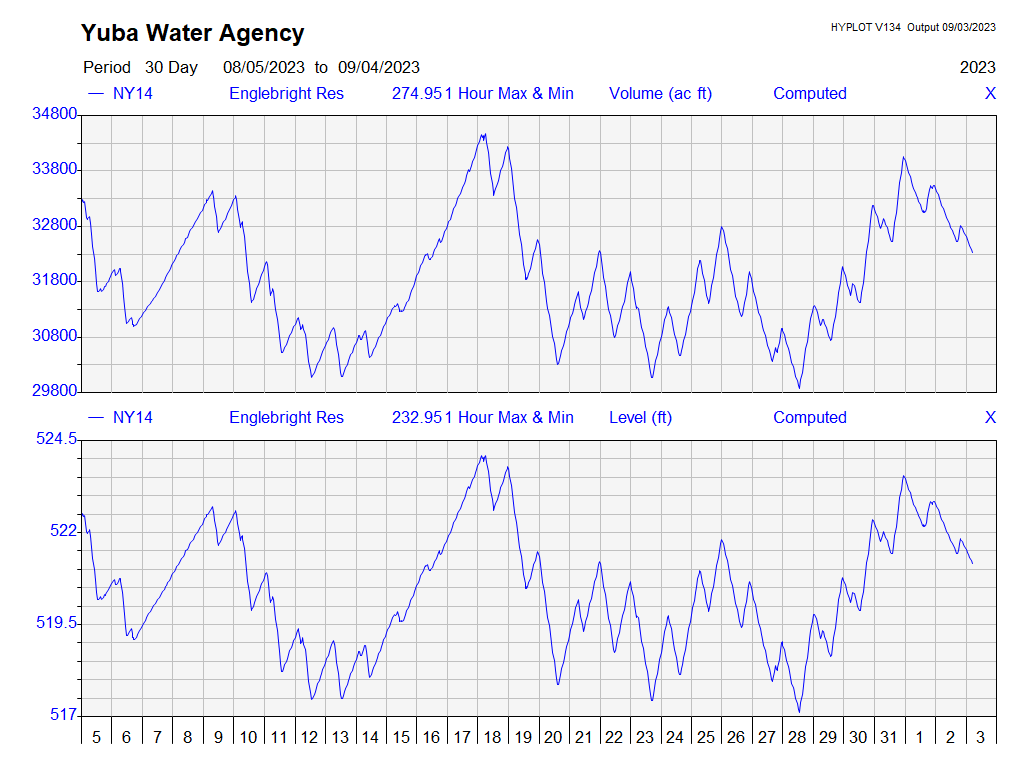 Yuba Water Agency
HYPLOT V134 Output 09/03/2023
Period 30 Day 08/05/2023 to 09/04/2023 2023
— NY14 Englebright Res 274.951 Hour Max & Min Volume (ac ft) Computed X
34800
33800
32800
31800
30800
29800
— NY14 Englebright Res 232.951 Hour Max & Min Level (ft) Computed X
524.5
522
519.5
517
5 6 7 8 9 10 11 12 13 14 15 16 17 18 19 20 21 22 23 24 25 26 27 28 29 30 31 1 2 3